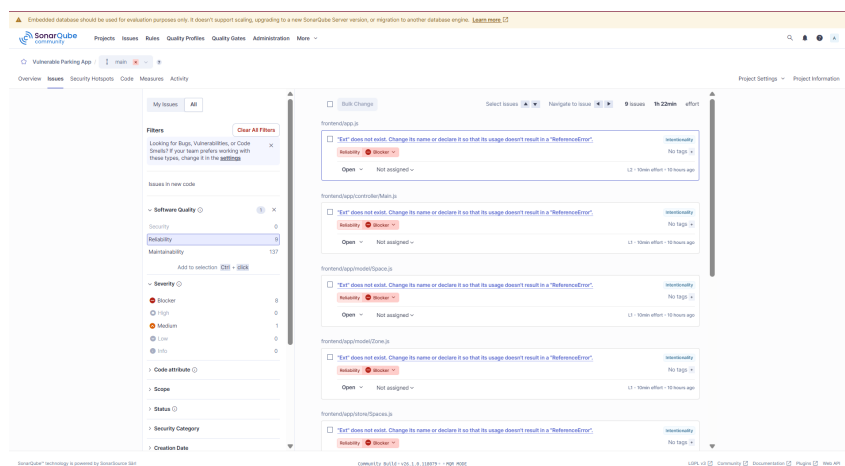 Embedded database should be used for evaluation purposes only. It doesn't support scaling, upgrading to a new SonarQube Server version, or migration to another database engine. Learn more
SonarQube community Projects Issues Rules Quality Profiles Quality Gates Administration More
Vulnerable Parking App main
Overview Issues Security Hotspots Code Measures Activity Project Settings Project Information
My Issues All
Bulk Change Select issues Navigate to issue 9 issues 1h 22min effort
Filters Clear All Filters
Looking for Bugs, Vulnerabilities, or Code
Smells? If your team prefers working with
these types, change it in the settings
Issues in new code
Software Quality 1
Security 0
Reliability 9
Maintainability 137
Add to selection Ctrl + click
Severity
Blocker 8
High 0
Medium 1
Low 0
Info 0
Code attribute
Scope
Status
Security Category
Creation Date
frontend/app.js
"Ext" does not exist. Change its name or declare it so that its usage doesn't result in a "ReferenceError". Intentionality
Reliability Blocker No tags +
Open Not assigned L2 • 10min effort • 10 hours ago
frontend/app/controller/Main.js
"Ext" does not exist. Change its name or declare it so that its usage doesn't result in a "ReferenceError". Intentionality
Reliability Blocker No tags +
Open Not assigned L1 • 10min effort • 10 hours ago
frontend/app/model/Space.js
"Ext" does not exist. Change its name or declare it so that its usage doesn't result in a "ReferenceError". Intentionality
Reliability Blocker No tags +
Open Not assigned L1 • 10min effort • 10 hours ago
frontend/app/model/Zone.js
"Ext" does not exist. Change its name or declare it so that its usage doesn't result in a "ReferenceError". Intentionality
Reliability Blocker No tags +
Open Not assigned L1 • 10min effort • 10 hours ago
frontend/app/store/Spaces.js
"Ext" does not exist. Change its name or declare it so that its usage doesn't result in a "ReferenceError". Intentionality
Reliability Blocker No tags +
SonarQube™ technology is powered by SonarSource Sàrl Community Build • v26.1.0.118079 • MQR MODE LGPL v3 Community Documentation Plugins Web API